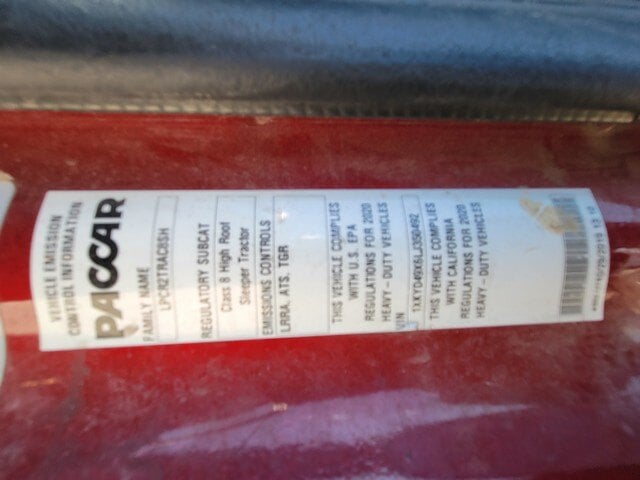 VEHICLE EMISSION
CONTROL INFORMATION
PACCAR
FAMILY NAME
LPCR2TRAC8SH
REGULATORY SUBCAT
Class 8 High Roof
Sleeper Tractor
EMISSIONS CONTROLS
LRRA, ATS, TGR
THIS VEHICLE COMPLIES
WITH U.S. EPA
REGULATIONS FOR 2020
HEAVY-DUTY VEHICLES
VIN
1XKYD49X6LJ350492
THIS VEHICLE COMPLIES
WITH CALIFORNIA
REGULATIONS FOR 2020
HEAVY-DUTY VEHICLES